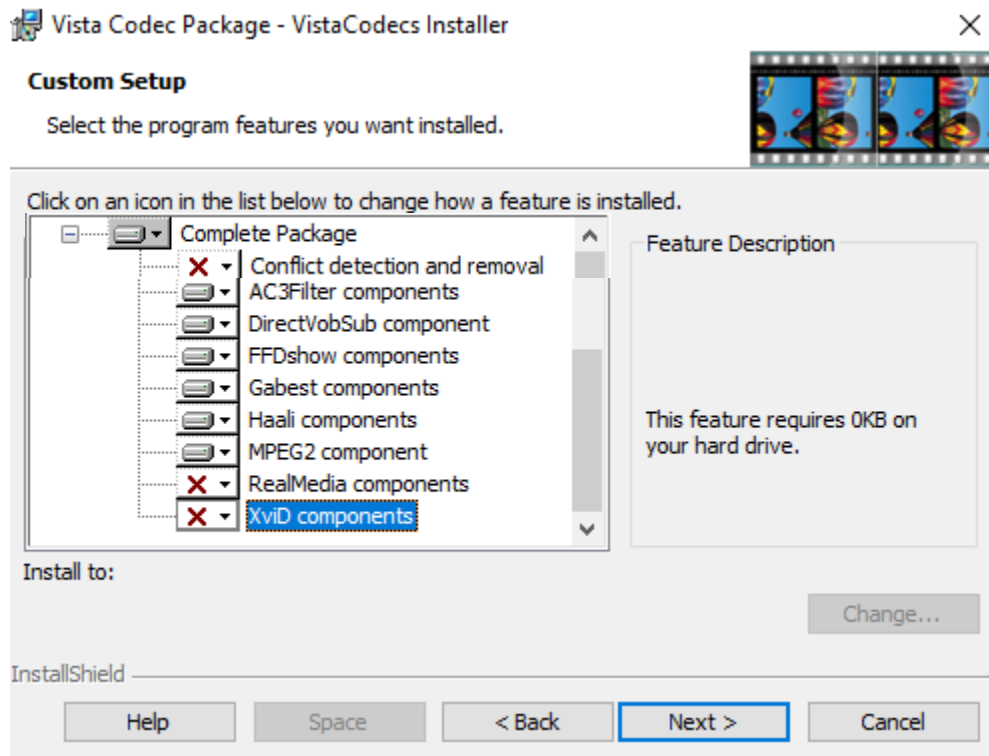 Vista Codec Package - VistaCodecs Installer
Custom Setup
Select the program features you want installed.
Click on an icon in the list below to change how a feature is installed.
Complete Package
Conflict detection and removal
AC3Filter components
DirectVobSub component
FFDshow components
Gabest components
Haali components
MPEG2 component
RealMedia components
XviD components
Feature Description
This feature requires 0KB on
your hard drive.
Install to:
Change...
InstallShield
Help
Space
< Back
Next >
Cancel